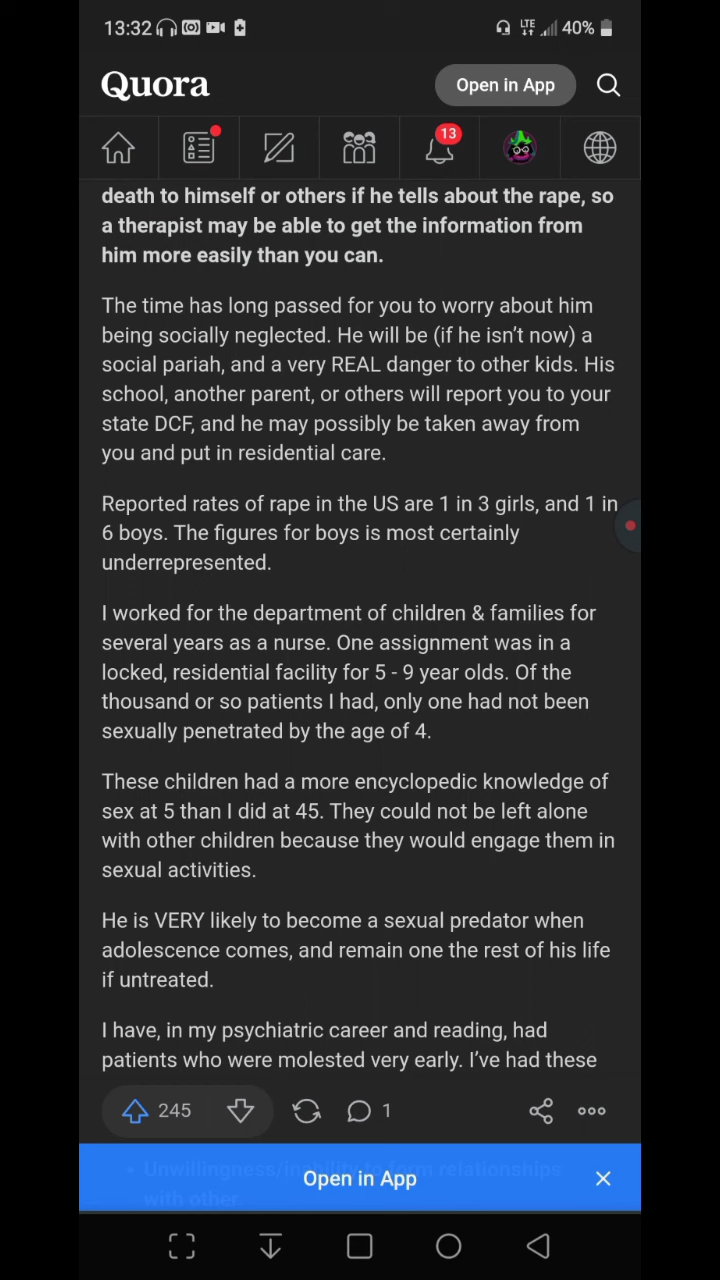 13:32
LTE
40%
Quora
Open in App
13
death to himself or others if he tells about the rape, so
a therapist may be able to get the information from
him more easily than you can.
The time has long passed for you to worry about him
being socially neglected. He will be (if he isn’t now) a
social pariah, and a very REAL danger to other kids. His
school, another parent, or others will report you to your
state DCF, and he may possibly be taken away from
you and put in residential care.
Reported rates of rape in the US are 1 in 3 girls, and 1 in
6 boys. The figures for boys is most certainly
underrepresented.
I worked for the department of children & families for
several years as a nurse. One assignment was in a
locked, residential facility for 5 - 9 year olds. Of the
thousand or so patients I had, only one had not been
sexually penetrated by the age of 4.
These children had a more encyclopedic knowledge of
sex at 5 than I did at 45. They could not be left alone
with other children because they would engage them in
sexual activities.
He is VERY likely to become a sexual predator when
adolescence comes, and remain one the rest of his life
if untreated.
I have, in my psychiatric career and reading, had
patients who were molested very early. I’ve had these
245
1
Unwillingness/inability to form relationships
with other.
Open in App